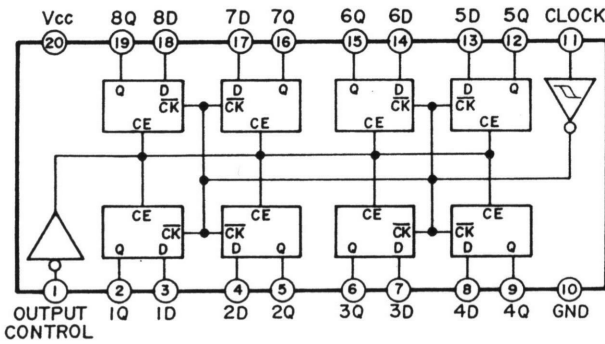 Vcc 8Q 8D 7D 7Q 6Q 6D 5D 5Q CLOCK
20 19 18 17 16 15 14 13 12 11
Q D D Q Q D D Q
CK CK CK CK
CE CE CE CE
CE CE CE CE
CK CK CK CK
Q D D Q Q D D Q
1 2 3 4 5 6 7 8 9 10
OUTPUT CONTROL 1Q 1D 2D 2Q 3Q 3D 4D 4Q GND